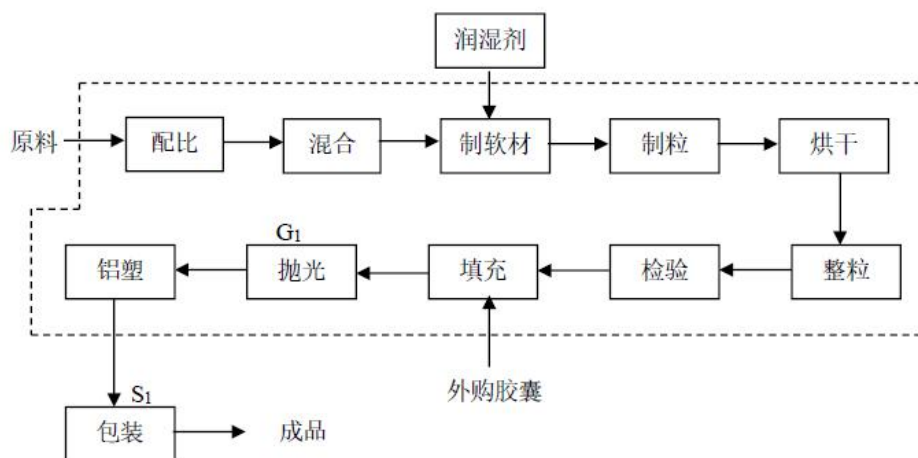 润湿剂
原料
配比
混合
制软材
制粒
烘干
G₁
铝塑
抛光
填充
检验
整粒
S₁
外购胶囊
包装
成品